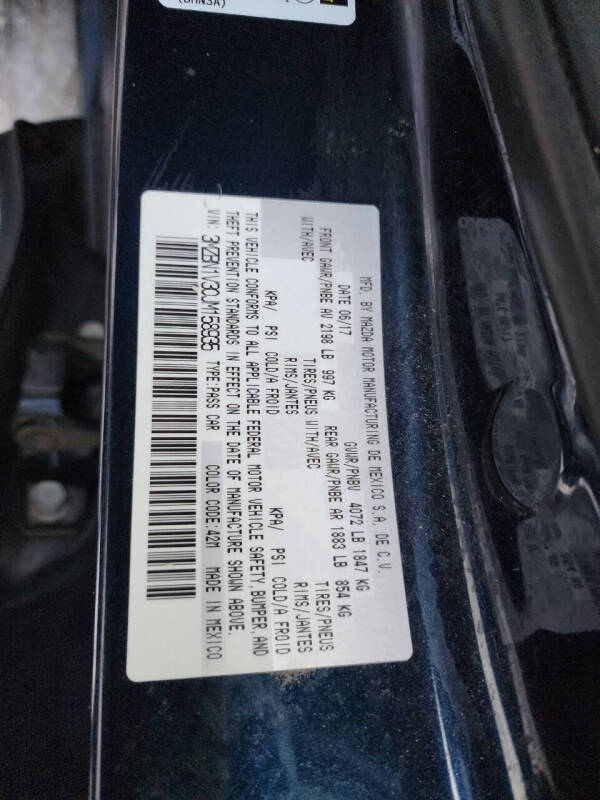 (BHN3A)
MFD. BY MAZDA MOTOR MANUFACTURING DE MEXICO S.A. DE C.V.
DATE 06/17 GVWR/PNBV 4072 LB 1847 KG
FRONT GAWR/PNBE AV 2198 LB 997 KG REAR GAWR/PNBE AR 1883 LB 854 KG
WITH/AVEC TIRES/PNEUS WITH/AVEC TIRES/PNEUS
RIMS/JANTES RIMS/JANTES
KPA/ PSI COLD/A FROID KPA/ PSI COLD/A FROID
THIS VEHICLE CONFORMS TO ALL APPLICABLE FEDERAL MOTOR VEHICLE SAFETY, BUMPER, AND
THEFT PREVENTION STANDARDS IN EFFECT ON THE DATE OF MANUFACTURE SHOWN ABOVE.
VIN: 3MZBN1V30JM158935 TYPE:PASS CAR COLOR CODE:42M MADE IN MEXICO